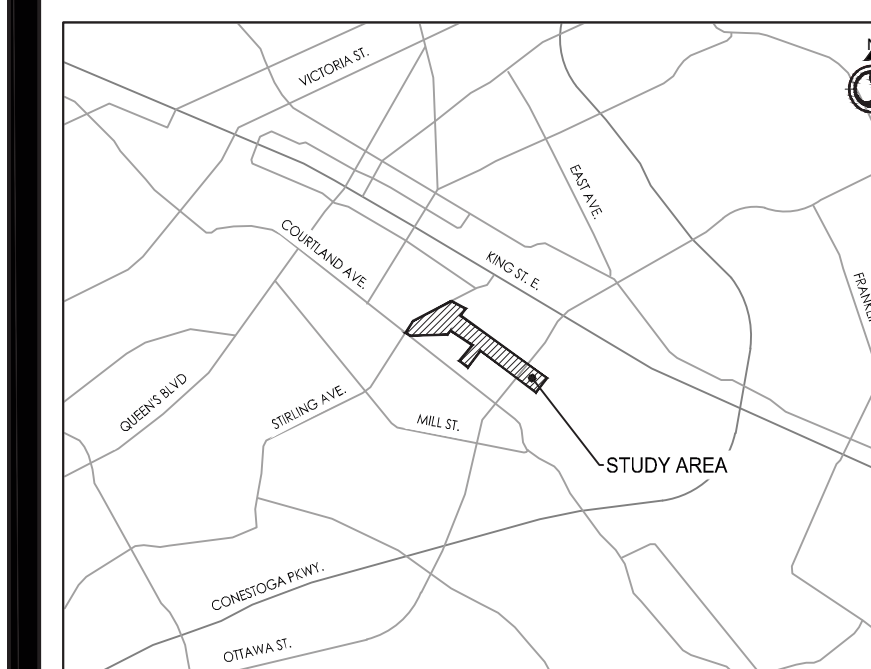 VICTORIA ST.
EAST AVE.
COURTLAND AVE.
KING ST. E.
QUEEN'S BLVD
STIRLING AVE.
MILL ST.
STUDY AREA
CONESTOGA PKWY.
OTTAWA ST.